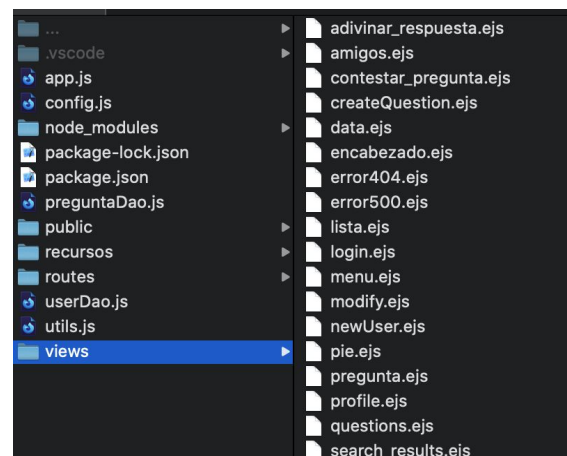 ...
.vscode
app.js
config.js
node_modules
package-lock.json
package.json
preguntaDao.js
public
recursos
routes
userDao.js
utils.js
views
adivinar_respuesta.ejs
amigos.ejs
contestar_pregunta.ejs
createQuestion.ejs
data.ejs
encabezado.ejs
error404.ejs
error500.ejs
lista.ejs
login.ejs
menu.ejs
modify.ejs
newUser.ejs
pie.ejs
pregunta.ejs
profile.ejs
questions.ejs
search_results.ejs